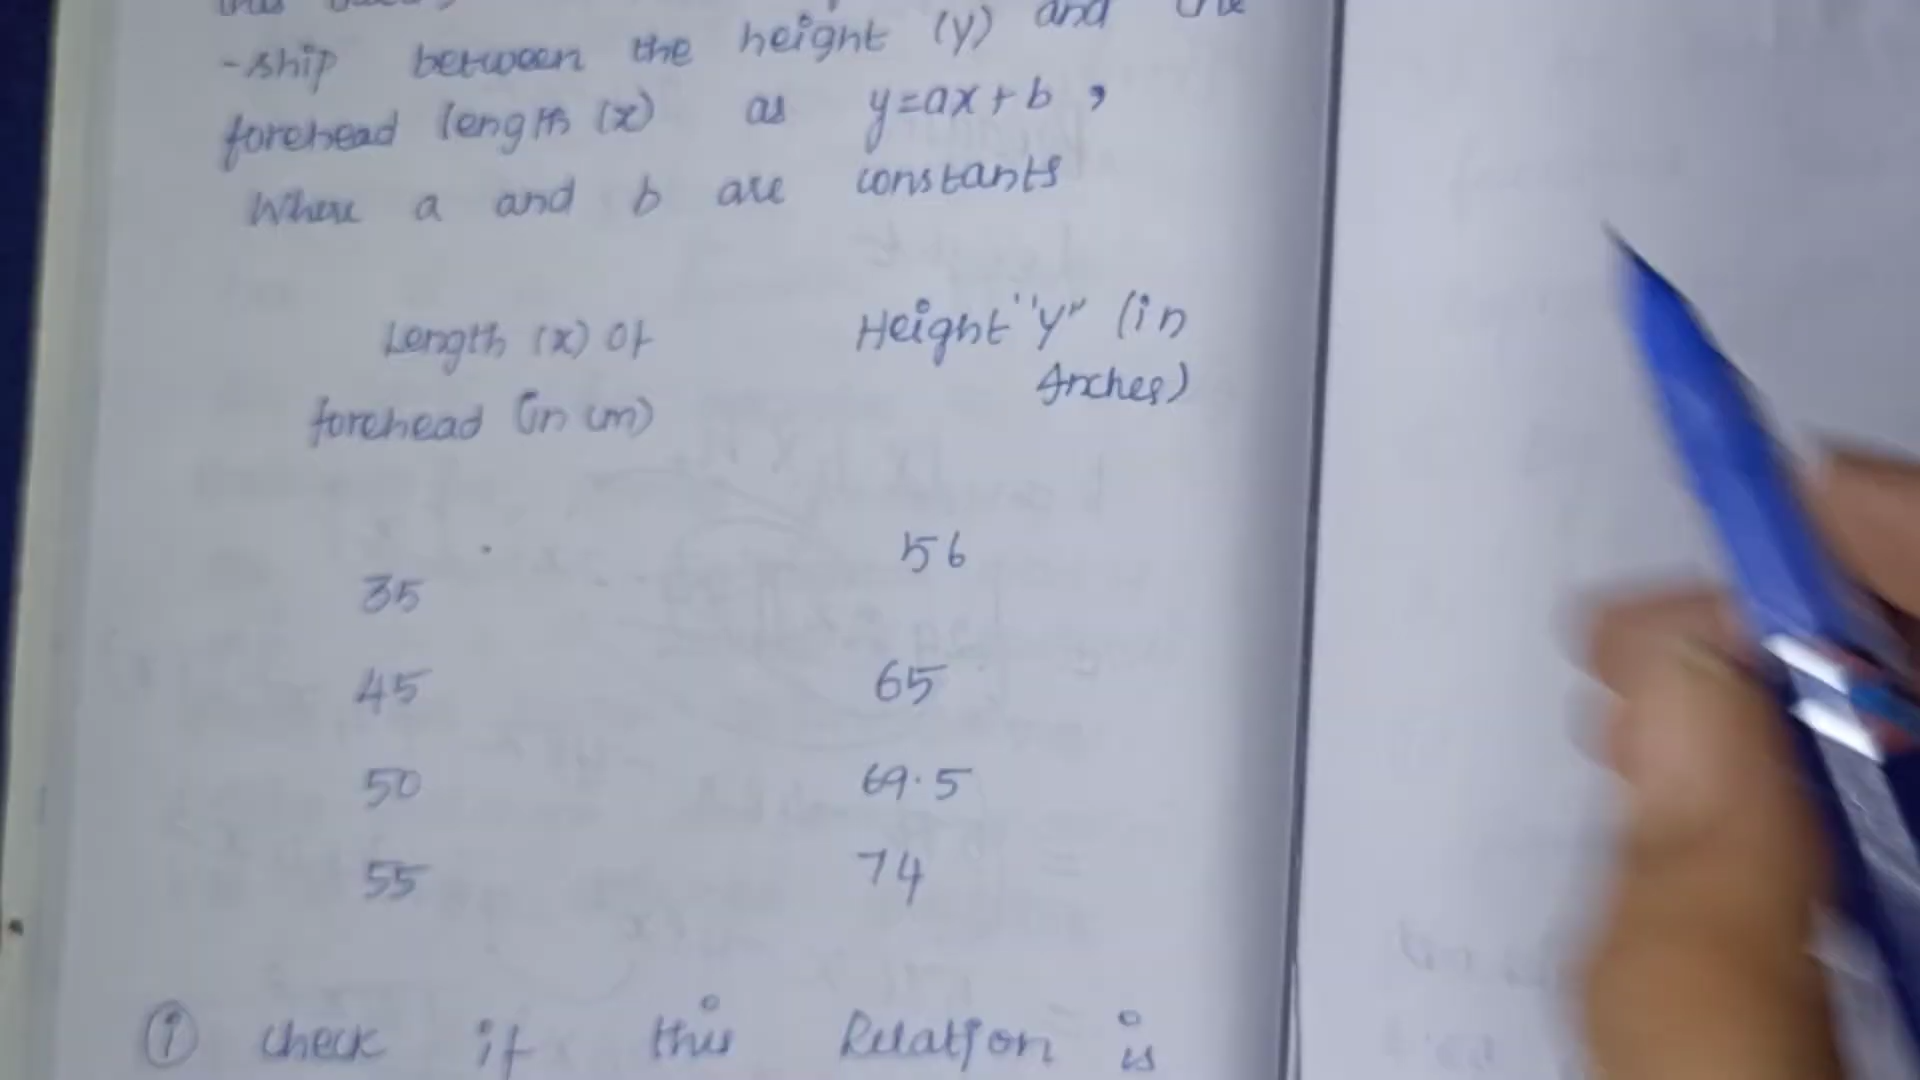 -ship between the height (y) and the
forehead length (x) as y=ax+b,
Where a and b are constants
Length (x) of
forehead (in cm)
Height "y" (in
Inches)
35 56
45 65
50 69.5
55 74
(i) check if this Relation is